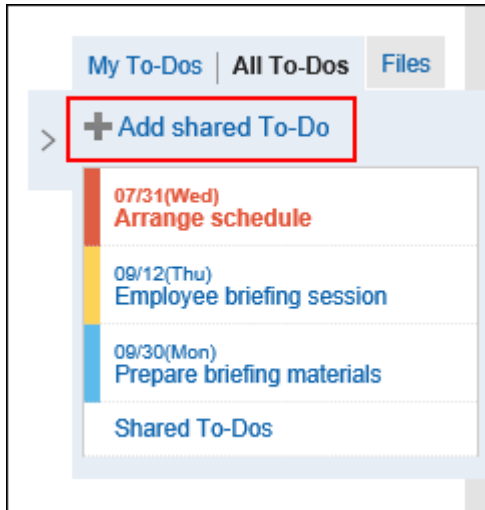 My To-Dos | All To-Dos Files
> + Add shared To-Do
07/31(Wed)
Arrange schedule
09/12(Thu)
Employee briefing session
09/30(Mon)
Prepare briefing materials
Shared To-Dos